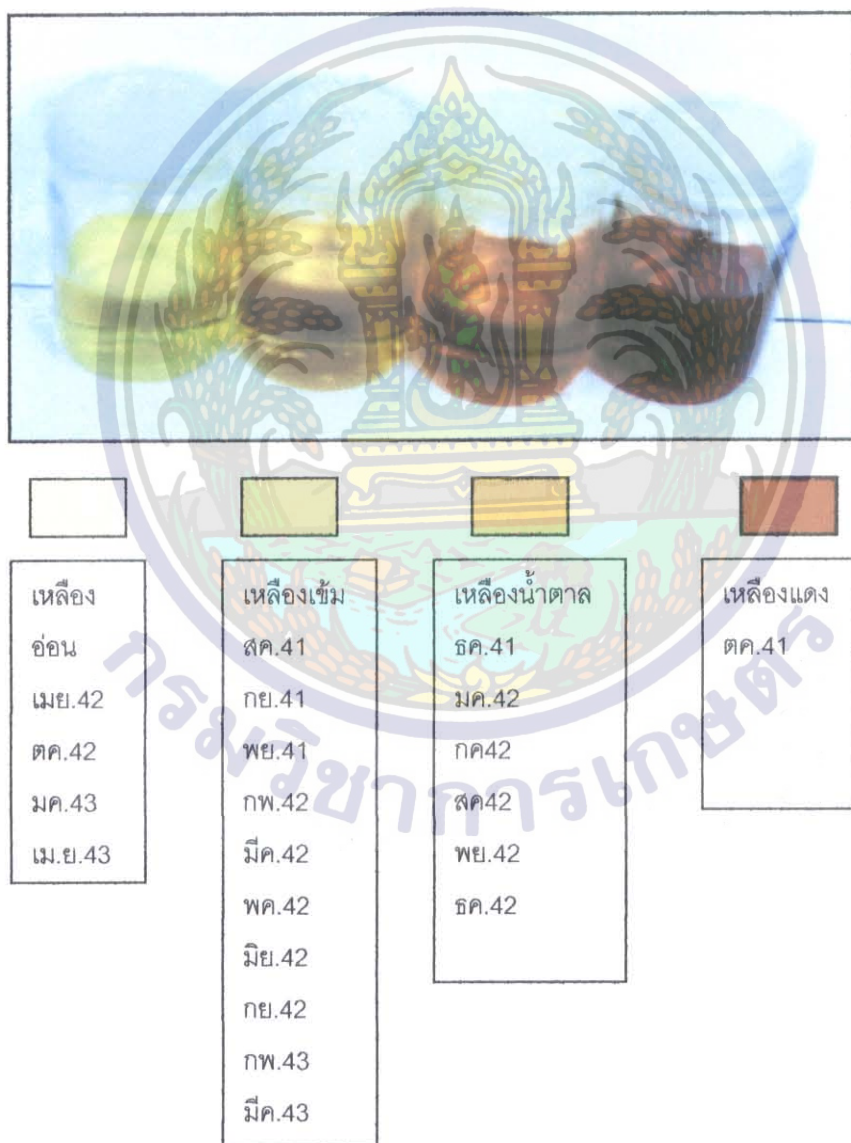 เหลือง
อ่อน
เมย.42
ตค.42
มค.43
เม.ย.43
เหลืองเข้ม
สค.41
กย.41
พย.41
กพ.42
มีค.42
พค.42
มิย.42
กย.42
กพ.43
มีค.43
เหลืองน้ำตาล
ธค.41
มค.42
กค42
สค42
พย.42
ธค.42
เหลืองแดง
ตค.41
กรมวิชาการเกษตร